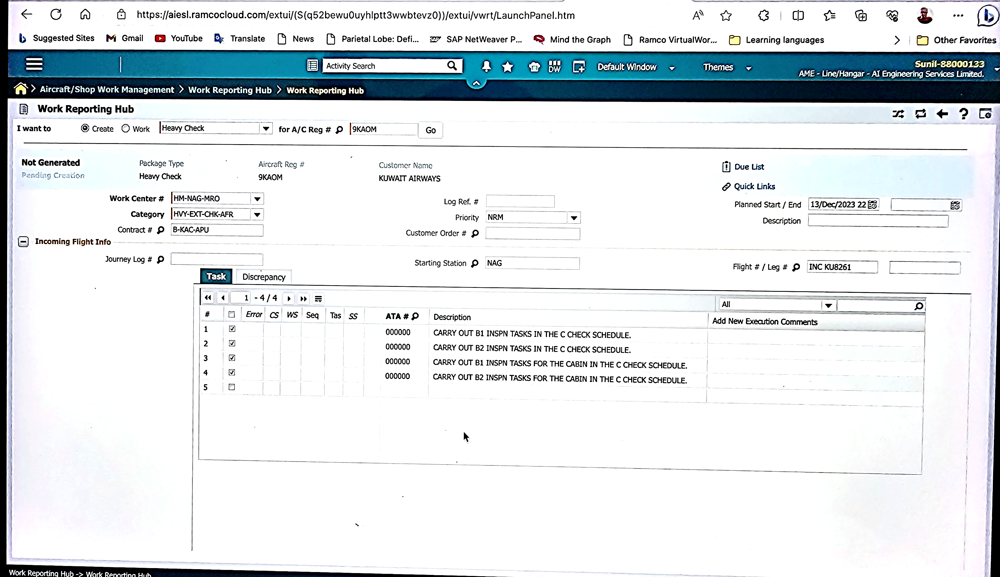 https://aiesl.ramcocloud.com/extui/(S(q52bewu0uyhlptt3wwbtevz0))/extui/vwrt/LaunchPanel.htm
Suggested Sites Gmail YouTube Translate News Parietal Lobe: Defi... SAP NetWeaver P... Mind the Graph Ramco VirtualWor... Learning languages Other Favorites
Activity Search DW Default Window Themes Sunil-88000133
AME - Line/Hangar - AI Engineering Services Limited.
Aircraft/Shop Work Management > Work Reporting Hub > Work Reporting Hub
Work Reporting Hub
I want to Create Work Heavy Check for A/C Reg # 9KAOM Go
Not Generated Package Type Aircraft Reg # Customer Name Due List
Pending Creation Heavy Check 9KAOM KUWAIT AIRWAYS
Quick Links
Work Center # HM-NAG-MRO Log Ref. # Planned Start / End 13/Dec/2023 22
Category HVY-EXT-CHK-AFR Priority NRM Description
Contract # B-KAC-APU Customer Order #
Incoming Flight Info
Journey Log # Starting Station NAG Flight # / Leg # INC KU8261
Task Discrepancy
1 - 4 / 4 All
# Error CS WS Seq Tas SS ATA # Description Add New Execution Comments
1 000000 CARRY OUT B1 INSPN TASKS IN THE C CHECK SCHEDULE.
2 000000 CARRY OUT B2 INSPN TASKS IN THE C CHECK SCHEDULE.
3 000000 CARRY OUT B1 INSPN TASKS FOR THE CABIN IN THE C CHECK SCHEDULE.
4 000000 CARRY OUT B2 INSPN TASKS FOR THE CABIN IN THE C CHECK SCHEDULE.
5
Work Reporting Hub -> Work Reporting Hub